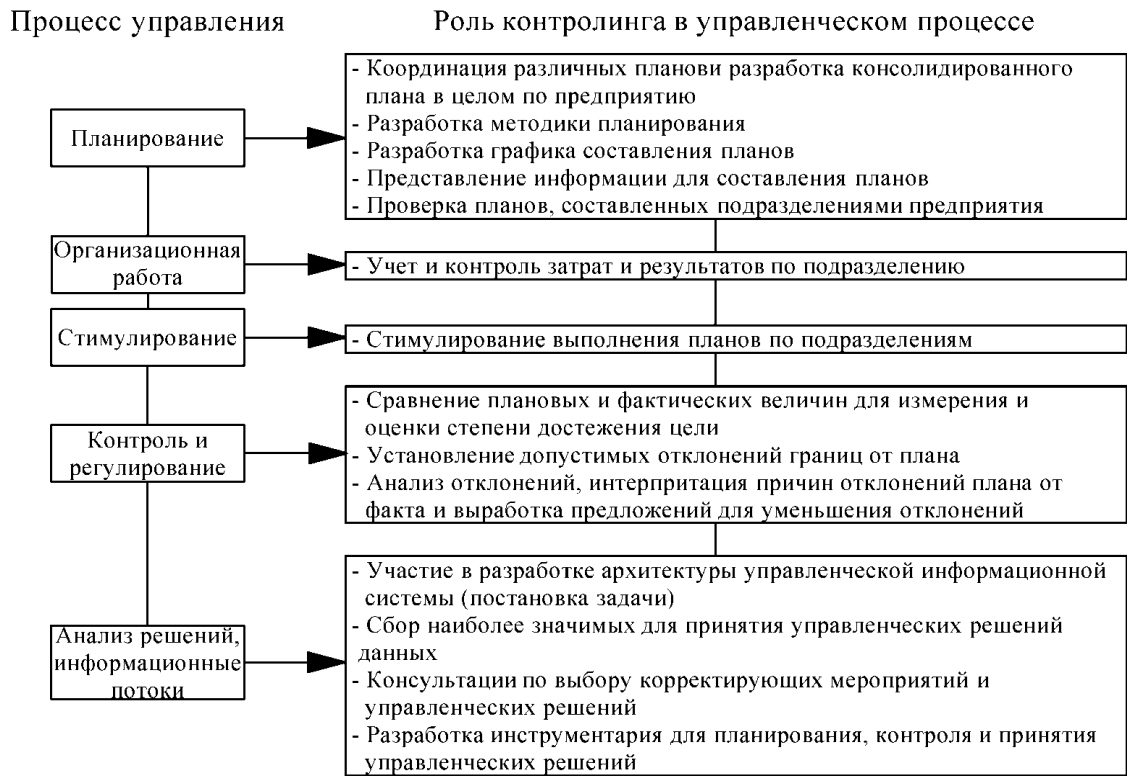 Процесс управления
Роль контролинга в управленческом процессе
Планирование
- Координация различных планови разработка консолидированного
плана в целом по предприятию
- Разработка методики планирования
- Разработка графика составления планов
- Представление информации для составления планов
- Проверка планов, составленных подразделениями предприятия
Организационная
работа
- Учет и контроль затрат и результатов по подразделению
Стимулирование
- Стимулирование выполнения планов по подразделениям
Контроль и
регулирование
- Сравнение плановых и фактических величин для измерения и
оценки степени достежения цели
- Установление допустимых отклонений границ от плана
- Анализ отклонений, интерпритация причин отклонений плана от
факта и выработка предложений для уменьшения отклонений
Анализ решений,
информационные
потоки
- Участие в разработке архитектуры управленческой информационной
системы (постановка задачи)
- Сбор наиболее значимых для принятия управленческих решений
данных
- Консультации по выбору корректирующих мероприятий и
управленческих решений
- Разработка инструментария для планирования, контроля и принятия
управленческих решений